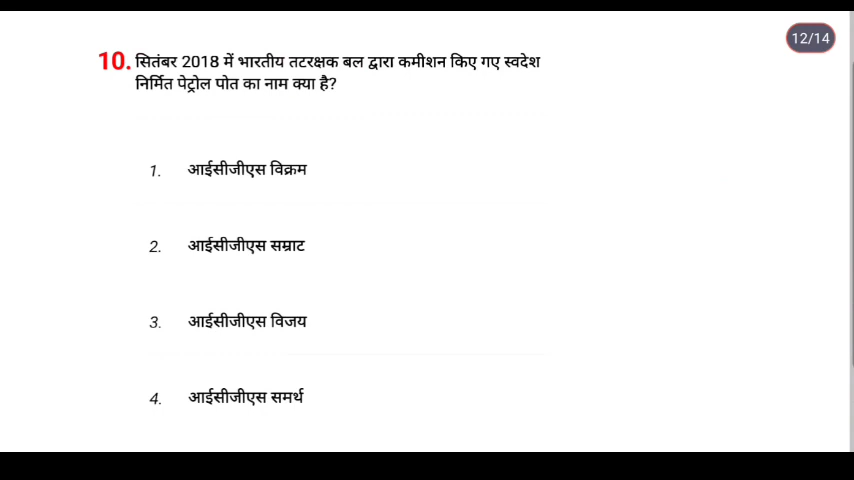 12/14
10. सितंबर 2018 में भारतीय तटरक्षक बल द्वारा कमीशन किए गए स्वदेश
निर्मित पेट्रोल पोत का नाम क्या है?
1. आईसीजीएस विक्रम
2. आईसीजीएस सम्राट
3. आईसीजीएस विजय
4. आईसीजीएस समर्थ